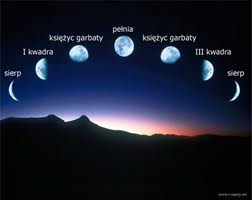 pełnia
księżyc garbaty
księżyc garbaty
I kwadra
III kwadra
sierp
sierp